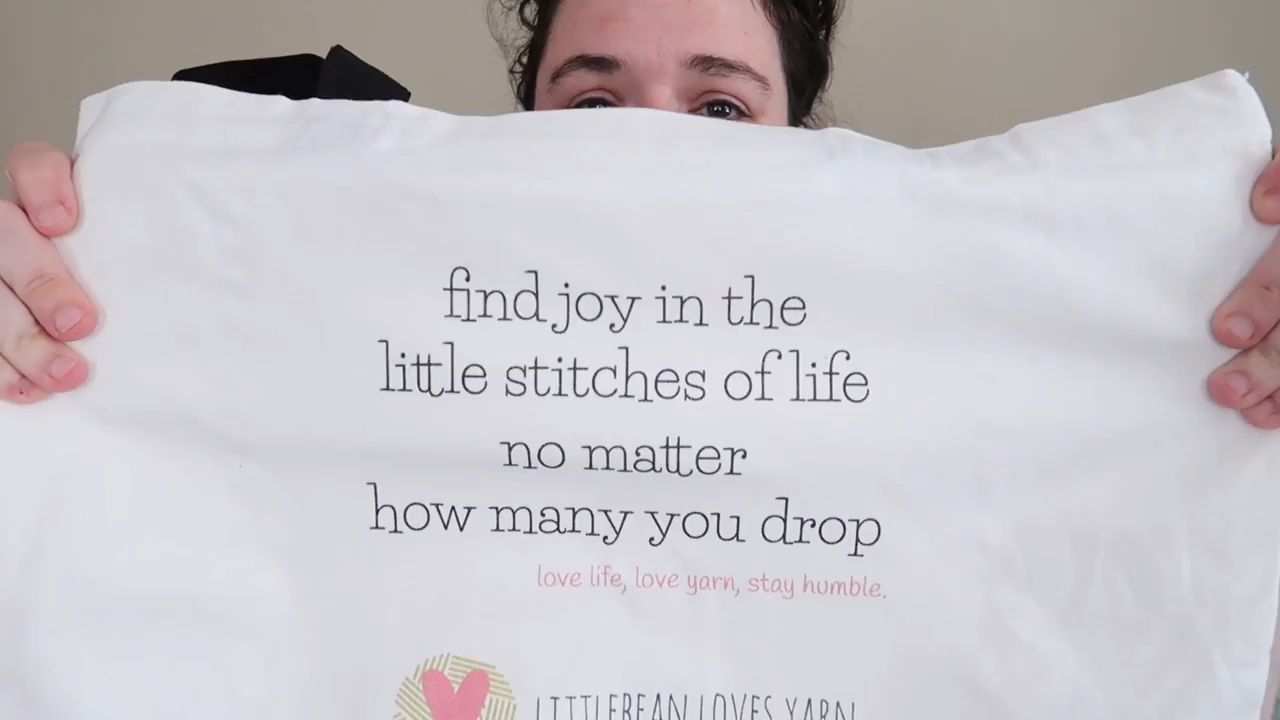 find joy in the
little stitches of life
no matter
how many you drop
love life, love yarn, stay humble.
LITTLEBEAN LOVES YARN